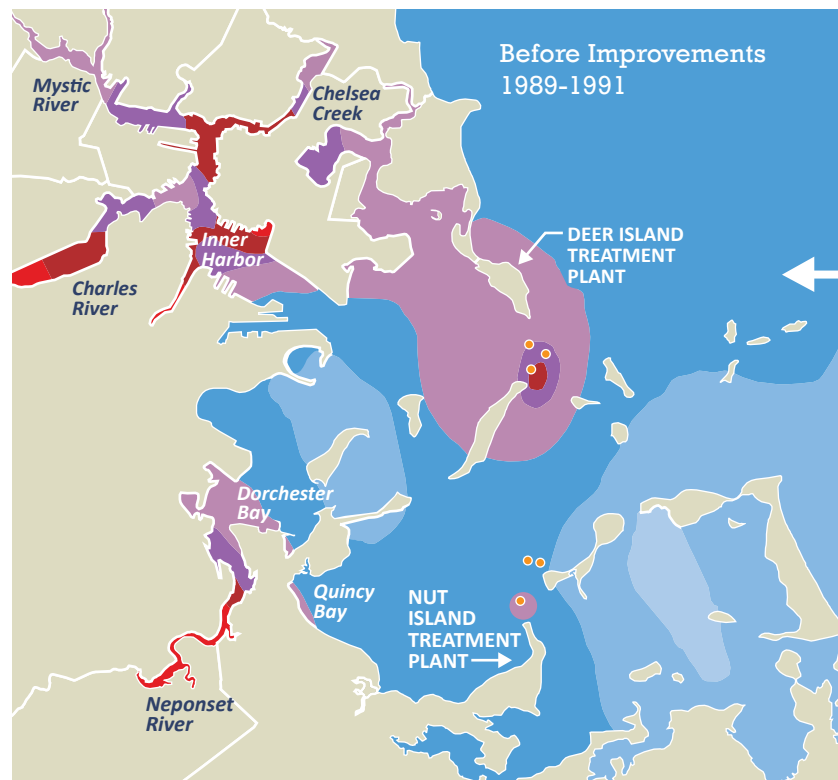 Before Improvements
1989-1991
Mystic
River
Chelsea
Creek
DEER ISLAND
TREATMENT
PLANT
Inner
Harbor
Charles
River
Dorchester
Bay
Quincy
Bay
NUT
ISLAND
TREATMENT
PLANT
Neponset
River